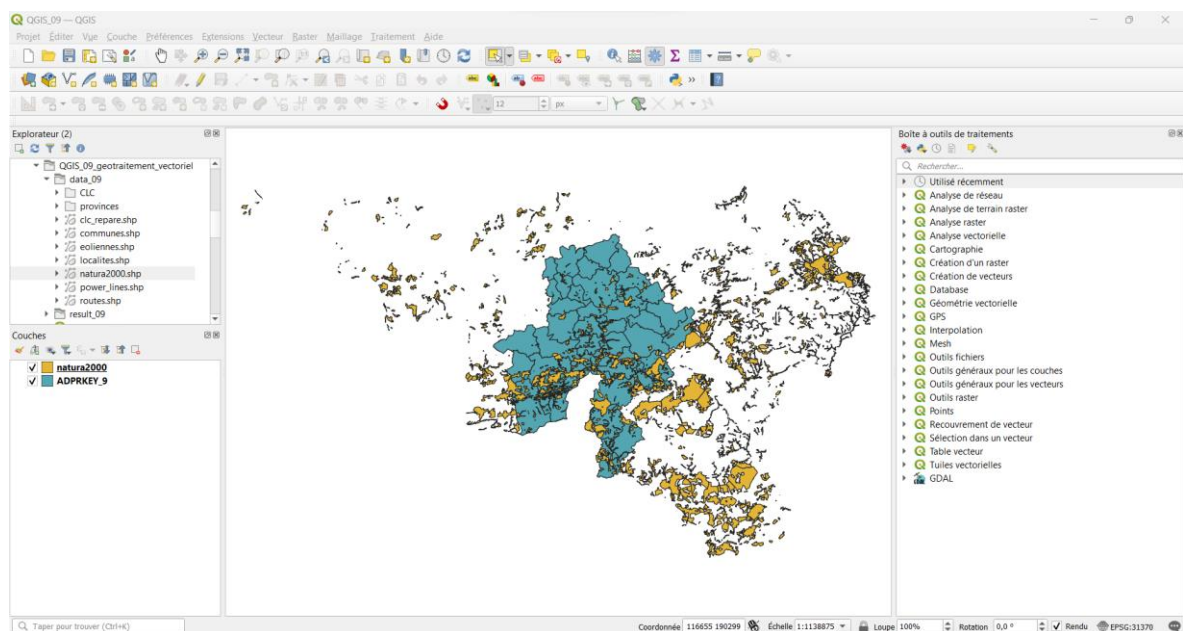 QGIS_09 — QGIS
Projet Éditer Vue Couche Préférences Extensions Vecteur Raster Maillage Traitement Aide
12 px
Explorateur (2)
QGIS_09_geotraitement_vectoriel
data_09
CLC
provinces
clc_repare.shp
communes.shp
eoliennes.shp
localites.shp
natura2000.shp
power_lines.shp
routes.shp
result_09
Couches
natura2000
ADPRKEY_9
Boîte à outils de traitements
Rechercher...
Utilisé récemment
Analyse de réseau
Analyse de terrain raster
Analyse raster
Analyse vectorielle
Cartographie
Création d'un raster
Création de vecteurs
Database
Géométrie vectorielle
GPS
Interpolation
Mesh
Outils fichiers
Outils généraux pour les couches
Outils généraux pour les vecteurs
Outils raster
Points
Recouvrement de vecteur
Sélection dans un vecteur
Table vecteur
Tuiles vectorielles
GDAL
Taper pour trouver (Ctrl+K)
Coordonnée 116655 190299 Échelle 1:1138875 Loupe 100% Rotation 0,0 ° Rendu EPSG:31370